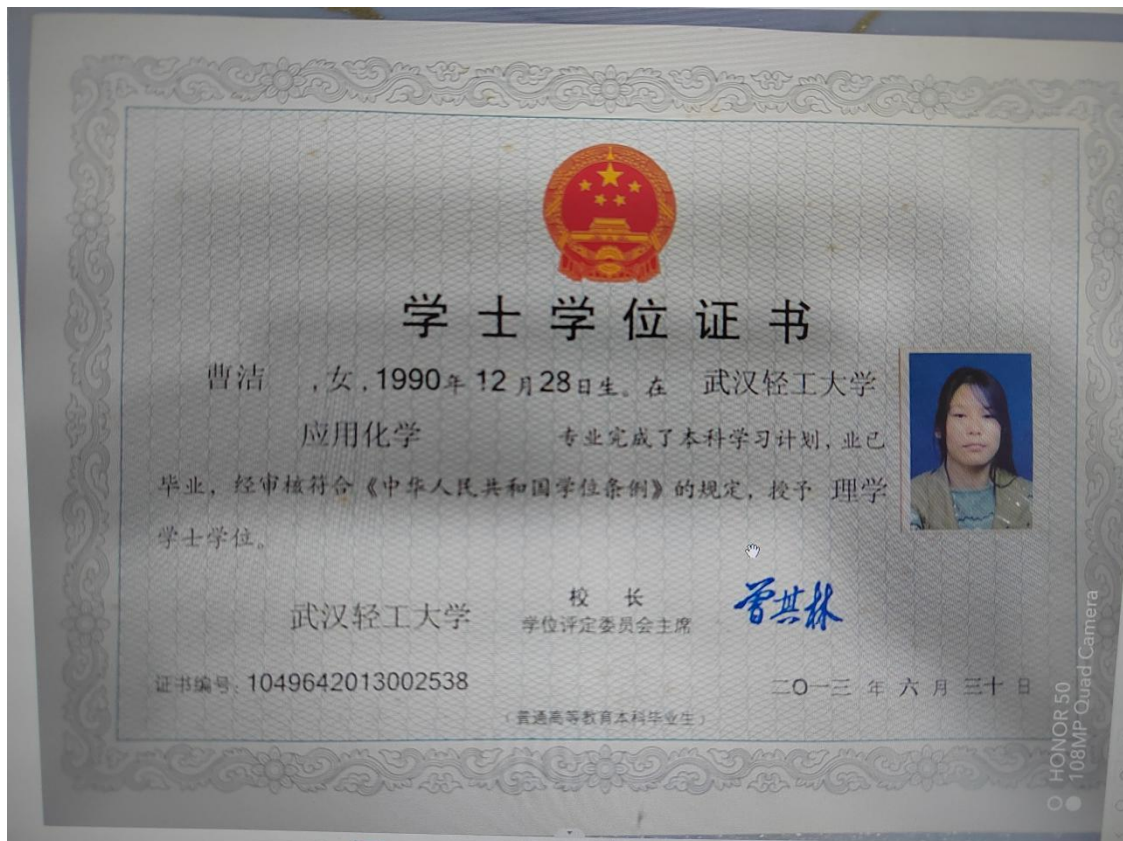 学士学位证书
曹洁 ,女,1990年12月28日生。在 武汉轻工大学
应用化学 专业完成了本科学习计划,业已
毕业,经审核符合《中华人民共和国学位条例》的规定,授予 理学
学士学位。
武汉轻工大学
校 长
学位评定委员会主席
曾其林
证书编号:1049642013002538
二〇一三 年 六 月 三十 日
(普通高等教育本科毕业生)
HONOR 50
108MP Quad Camera